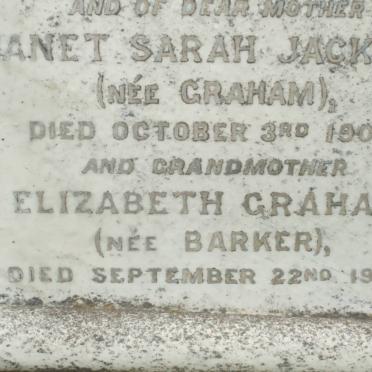 AND OF DEAR MOTHER
ANET SARAH JACK
(NÉE GRAHAM),
DIED OCTOBER 3RD 190
AND GRANDMOTHER
ELIZABETH GRAHA
(NÉE BARKER),
DIED SEPTEMBER 22ND 19